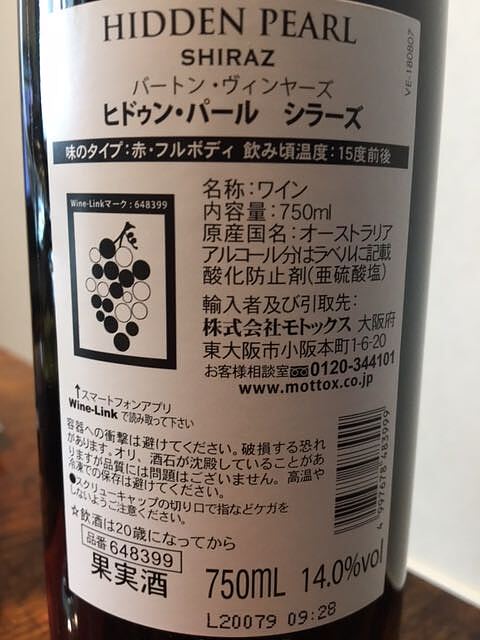 HIDDEN PEARL
SHIRAZ
バートン・ヴィンヤーズ
ヒドゥン・パール シラーズ
味のタイプ:赤・フルボディ 飲み頃温度:15度前後
Wine-Linkマーク:648399
名称:ワイン
内容量:750ml
原産国名:オーストラリア
アルコール分はラベルに記載
酸化防止剤(亜硫酸塩)
輸入者及び引取先:
株式会社モトックス 大阪府
東大阪市小阪本町1-6-20
お客様相談室 0120-344101
www.mottox.co.jp
↑スマートフォンアプリ
Wine-Linkで読み取って下さい
容器への衝撃は避けてください。破損する恐れ
があります。オリ、酒石が沈殿していることがあ
りますが品質には問題はございません。高温や
冷凍での保存は避けてください。
●スクリューキャップの切り口で指などケガを
しないようご注意ください。
☆飲酒は20歳になってから
品番 648399
果実酒 750mL 14.0%vol
4997678483999
L20079 09:28
VE-180807